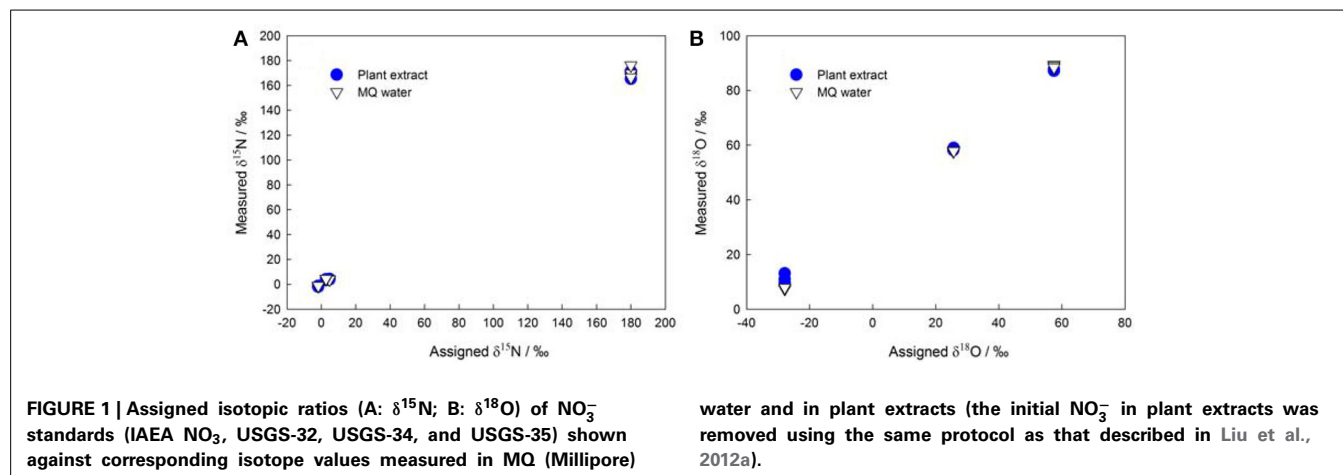 A
Measured δ¹⁵N / ‰
200
180
160
140
120
100
80
60
40
20
0
-20
Plant extract
MQ water
-20 0 20 40 60 80 100 120 140 160 180 200
Assigned δ¹⁵N / ‰
B
Measured δ¹⁸O / ‰
100
80
60
40
20
0
Plant extract
MQ water
-40 -20 0 20 40 60 80
Assigned δ¹⁸O / ‰
FIGURE 1 | Assigned isotopic ratios (A: δ¹⁵N; B: δ¹⁸O) of NO₃⁻
standards (IAEA NO₃, USGS-32, USGS-34, and USGS-35) shown
against corresponding isotope values measured in MQ (Millipore)
water and in plant extracts (the initial NO₃⁻ in plant extracts was
removed using the same protocol as that described in Liu et al.,
2012a).